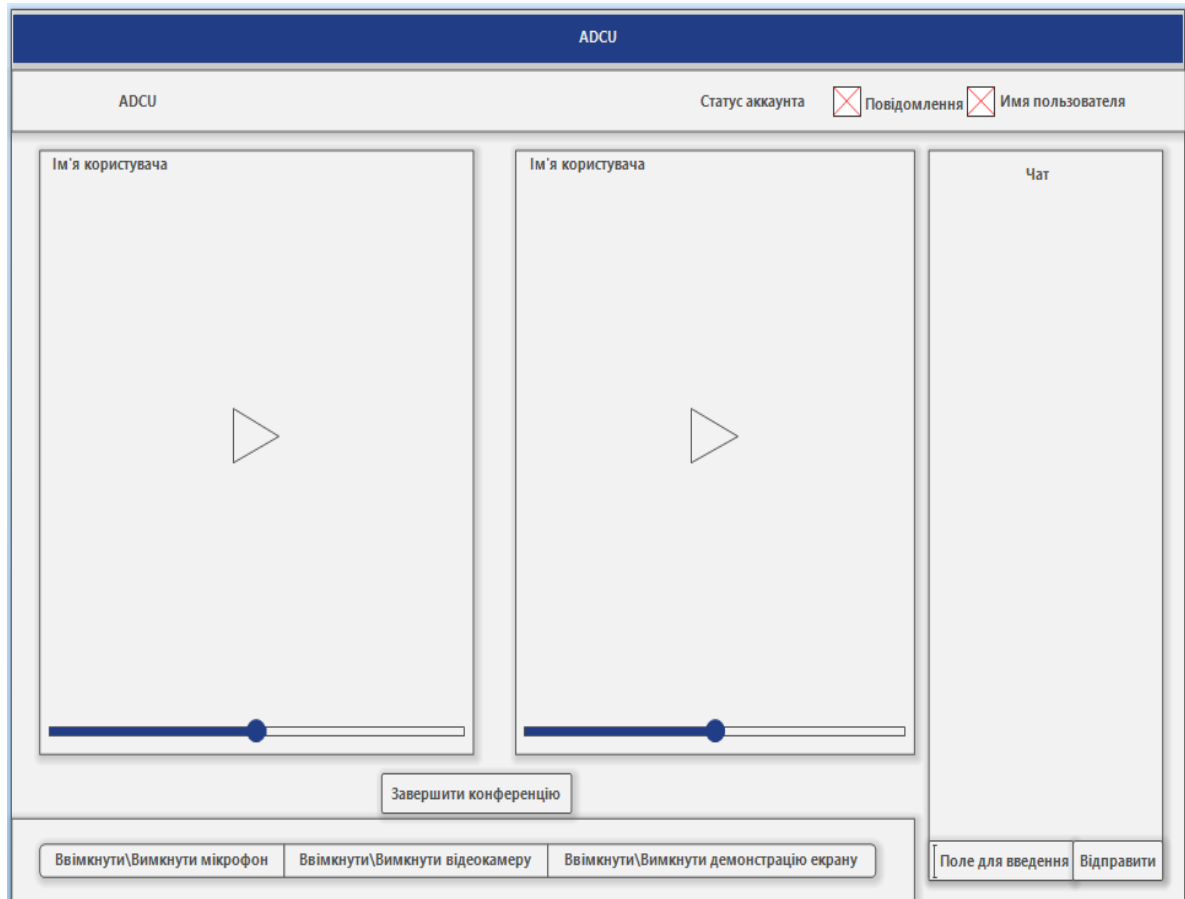 ADCU
ADCU
Статус аккаунта
Повідомлення
Имя пользователя
Ім'я користувача
Ім'я користувача
Чат
Завершити конференцію
Ввімкнути\Вимкнути мікрофон
Ввімкнути\Вимкнути відеокамеру
Ввімкнути\Вимкнути демонстрацію екрану
Поле для введення
Відправити